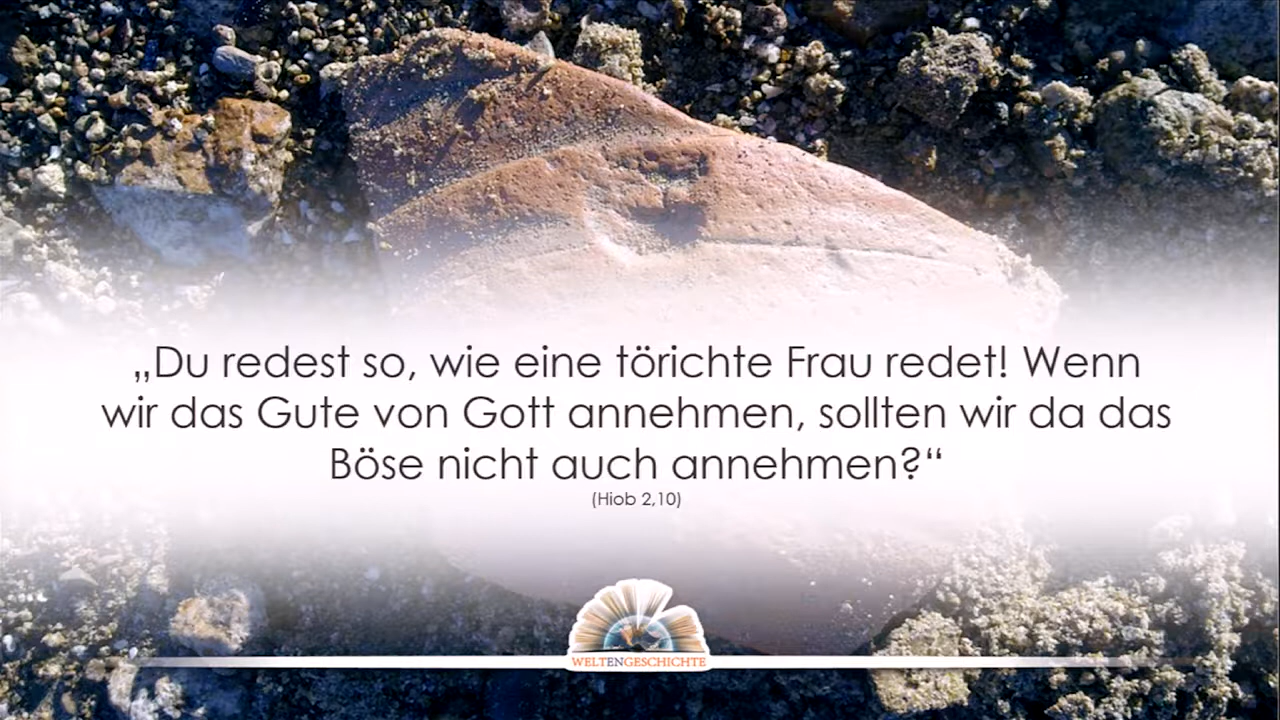 „Du redest so, wie eine törichte Frau redet! Wenn
wir das Gute von Gott annehmen, sollten wir da das
Böse nicht auch annehmen?“
(Hiob 2,10)
WELTENGESCHICHTE